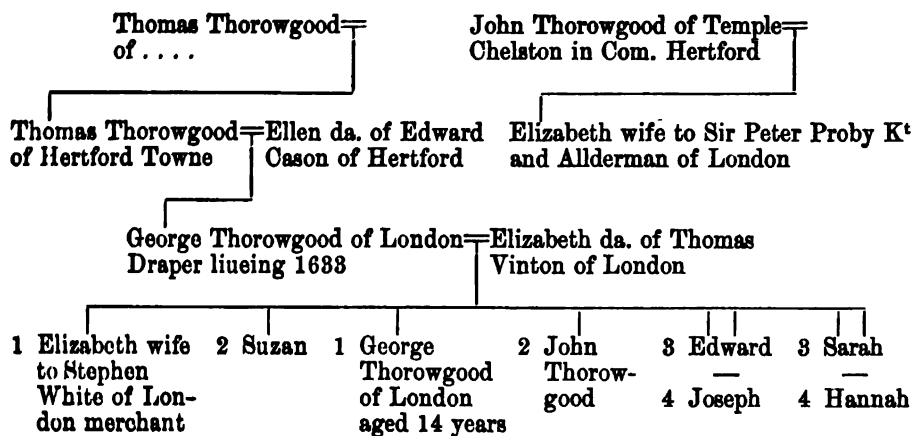 Thomas Thorowgood
of . . . .
John Thorowgood of Temple
Chelston in Com. Hertford
Thomas Thorowgood
of Hertford Towne
Ellen da. of Edward
Cason of Hertford
Elizabeth wife to Sir Peter Proby Kᵗ
and Allderman of London
George Thorowgood of London
Draper liueing 1633
Elizabeth da. of Thomas
Vinton of London
1 Elizabeth wife
to Stephen
White of Lon-
don merchant
2 Suzan
1 George
Thorowgood
of London
aged 14 years
2 John
Thorow-
good
3 Edward
—
4 Joseph
3 Sarah
—
4 Hannah